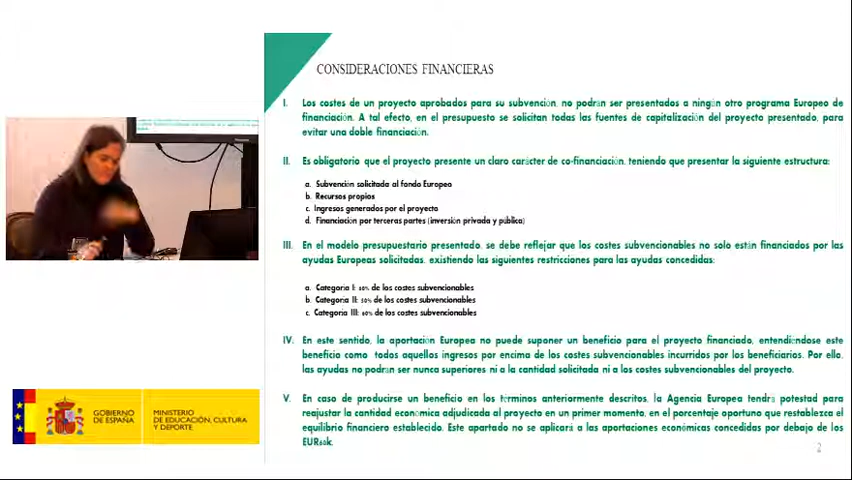 CONSIDERACIONES FINANCIERAS
I. Los costes de un proyecto aprobados para su subvención, no podrán ser presentados a ningún otro programa Europeo de
financiación. A tal efecto, en el presupuesto se solicitan todas las fuentes de capitalización del proyecto presentado, para
evitar una doble financiación.
II. Es obligatorio que el proyecto presente un claro carácter de co-financiación, teniendo que presentar la siguiente estructura:
a. Subvención solicitada al fondo Europeo
b. Recursos propios
c. Ingresos generados por el proyecto
d. Financiación por terceras partes (inversión privada y pública)
III. En el modelo presupuestario presentado, se debe reflejar que los costes subvencionables no solo están financiados por las
ayudas Europeas solicitadas, existiendo las siguientes restricciones para las ayudas concedidas:
a. Categoría I: de los costes subvencionables
b. Categoría II: de los costes subvencionables
c. Categoría III: de los costes subvencionables
IV. En este sentido, la aportación Europea no puede suponer un beneficio para el proyecto financiado, entendiéndose este
beneficio como todos aquellos ingresos por encima de los costes subvencionables incurridos por los beneficiarios. Por ello,
las ayudas no podrán ser nunca superiores ni a la cantidad solicitada ni a los costes subvencionables del proyecto.
V. En caso de producirse un beneficio en los términos anteriormente descritos, la Agencia Europea tendrá potestad para
reajustar la cantidad económica adjudicada al proyecto en un primer momento, en el porcentaje oportuno que restablezca el
equilibrio financiero establecido. Este apartado no se aplicará a las aportaciones económicas concedidas por debajo de los
2
GOBIERNO
DE ESPAÑA
MINISTERIO
DE EDUCACIÓN, CULTURA
Y DEPORTE